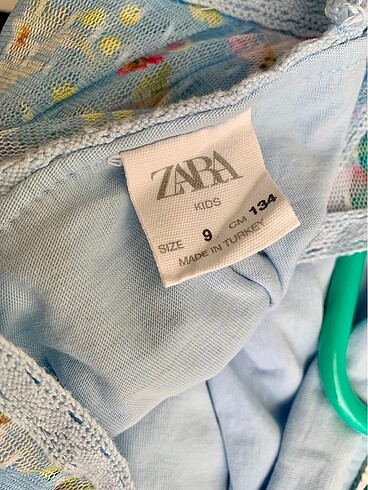 ZARA
KIDS
SIZE 9 CM 134
MADE IN TURKEY